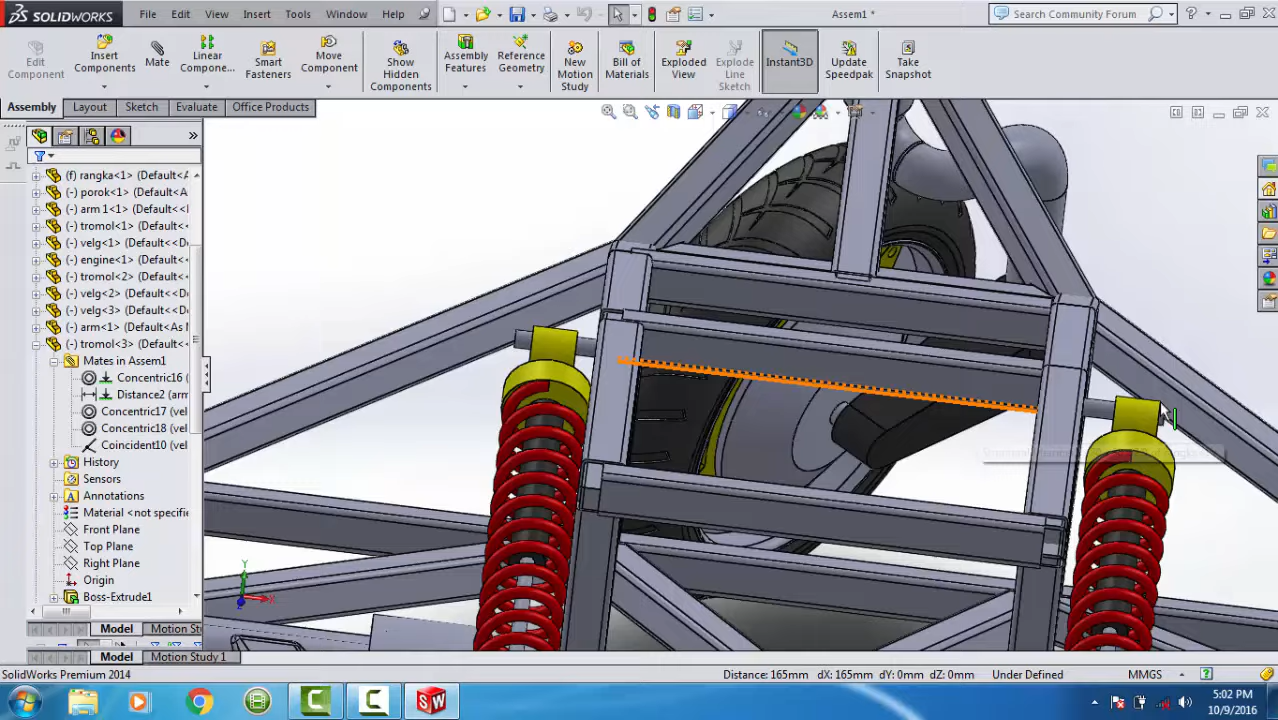 SOLIDWORKS File Edit View Insert Tools Window Help Assem1 * Search Community Forum
Edit Component
Insert Components
Mate
Linear Compone...
Smart Fasteners
Move Component
Show Hidden Components
Assembly Features
Reference Geometry
New Motion Study
Bill of Materials
Exploded View
Explode Line Sketch
Instant3D
Update Speedpak
Take Snapshot
Assembly Layout Sketch Evaluate Office Products
(f) rangka<1> (Default<
(-) porok<1> (Default<
(-) arm 1<1> (Default<<
(-) tromol<1> (Default<
(-) velg<1> (Default<<D
(-) engine<1> (Default<
(-) tromol<2> (Default<
(-) velg<2> (Default<<D
(-) velg<3> (Default<<D
(-) arm<1> (Default<As
(-) tromol<3> (Default<
Mates in Assem1
Concentric16
Distance2 (arm
Concentric17 (vel
Concentric18 (vel
Coincident10 (vel
History
Sensors
Annotations
Material <not specifie
Front Plane
Top Plane
Right Plane
Origin
Boss-Extrude1
Model Motion St
Model Motion Study 1
Y
X
SolidWorks Premium 2014 Distance: 165mm dX: 165mm dY: 0mm dZ: 0mm Under Defined MMGS
5:02 PM
10/9/2016